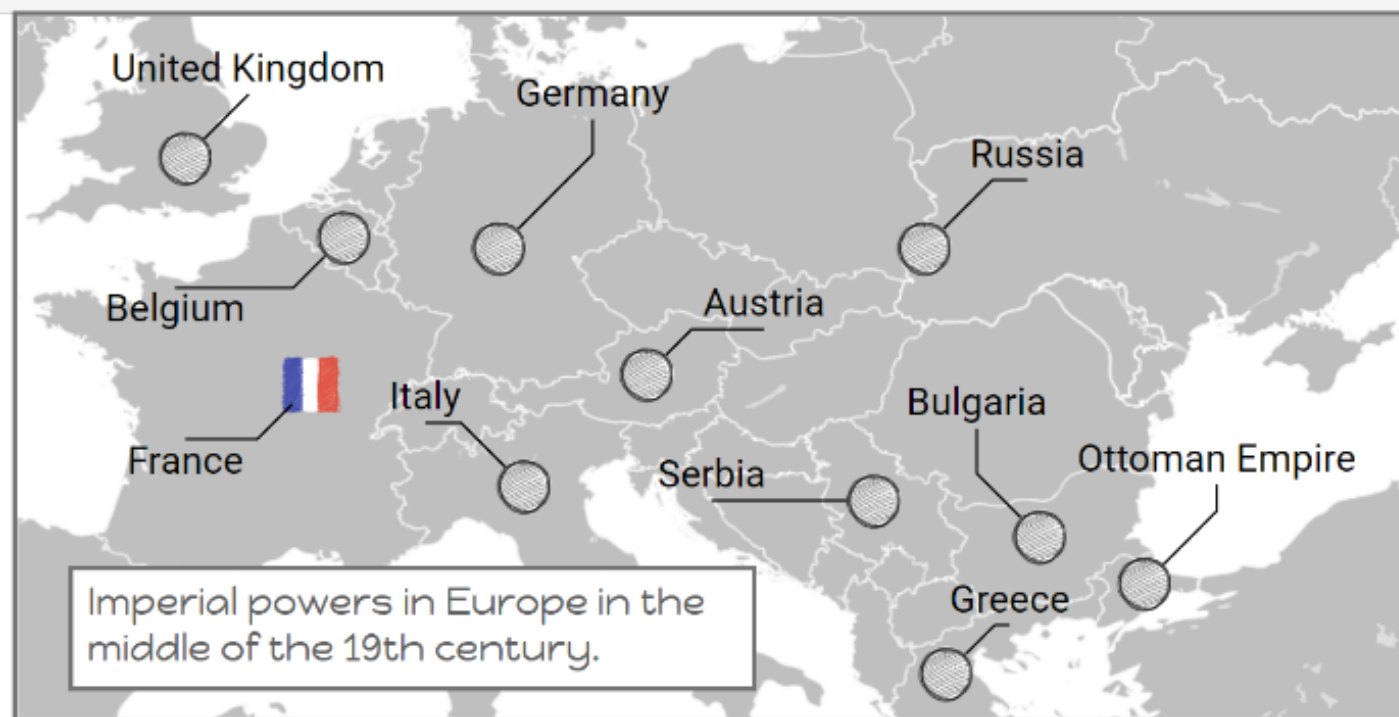 United Kingdom
Germany
Russia
Belgium
Austria
Italy
Bulgaria
France
Serbia
Ottoman Empire
Greece
Imperial powers in Europe in the
middle of the 19th century.